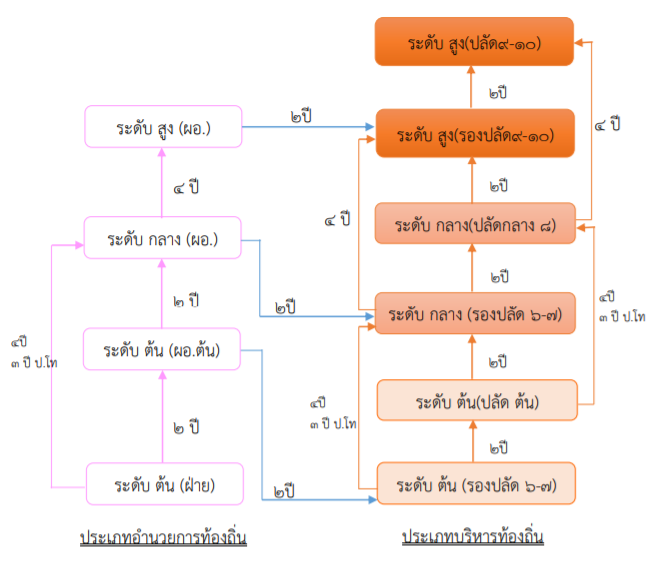 ระดับ สูง(ปลัด๙-๑๐)
๒ปี
๔ ปี
ระดับ สูง (ผอ.)
๒ปี
ระดับ สูง(รองปลัด๙-๑๐)
๔ ปี
๒ปี
๔ ปี
ระดับ กลาง (ผอ.)
ระดับ กลาง(ปลัดกลาง ๘)
๒ ปี
๒ปี
๒ปี
๔ปี
๓ ปี ป.โท
ระดับ กลาง (รองปลัด ๖-๗)
๔ปี
๓ ปี ป.โท
ระดับ ต้น (ผอ.ต้น)
๒ปี
๔ปี
๓ ปี ป.โท
ระดับ ต้น(ปลัด ต้น)
๒ ปี
๒ปี
ระดับ ต้น (ฝ่าย)
๒ปี
ระดับ ต้น (รองปลัด ๖-๗)
ประเภทอำนวยการท้องถิ่น
ประเภทบริหารท้องถิ่น